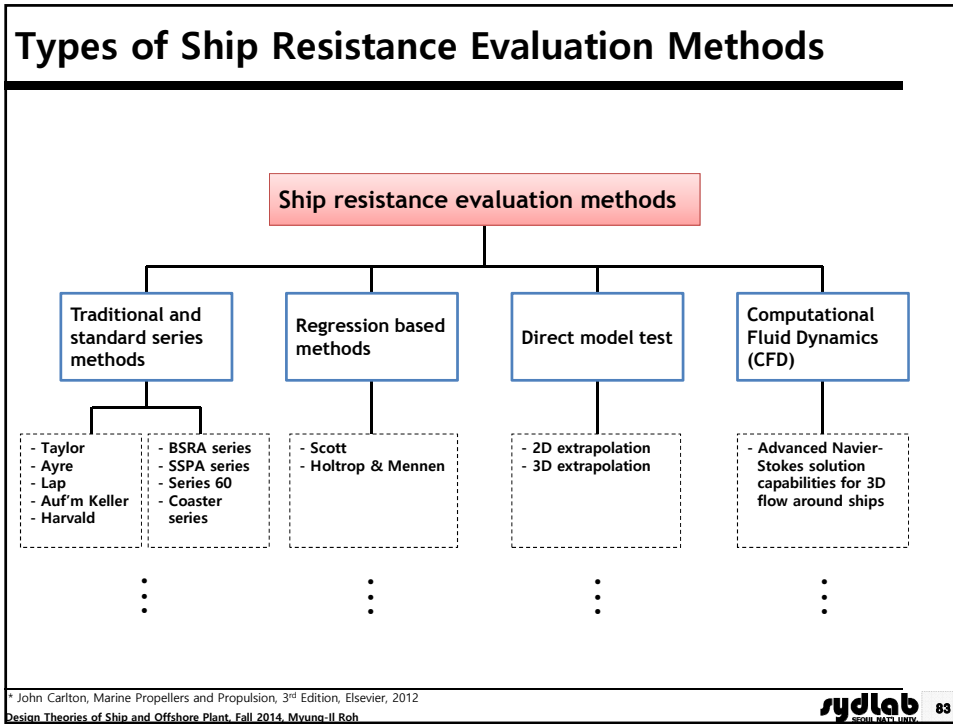 Types of Ship Resistance Evaluation Methods
Ship resistance evaluation methods
Traditional and
standard series
methods
Regression based
methods
Direct model test
Computational
Fluid Dynamics
(CFD)
- Taylor
- Ayre
- Lap
- Auf'm Keller
- Harvald
- BSRA series
- SSPA series
- Series 60
- Coaster
series
- Scott
- Holtrop & Mennen
- 2D extrapolation
- 3D extrapolation
- Advanced Navier-
Stokes solution
capabilities for 3D
flow around ships
* John Carlton, Marine Propellers and Propulsion, 3rd Edition, Elsevier, 2012
Design Theories of Ship and Offshore Plant, Fall 2014, Myung-Il Roh
sydlab
SEOUL NAT'L UNIV.
83